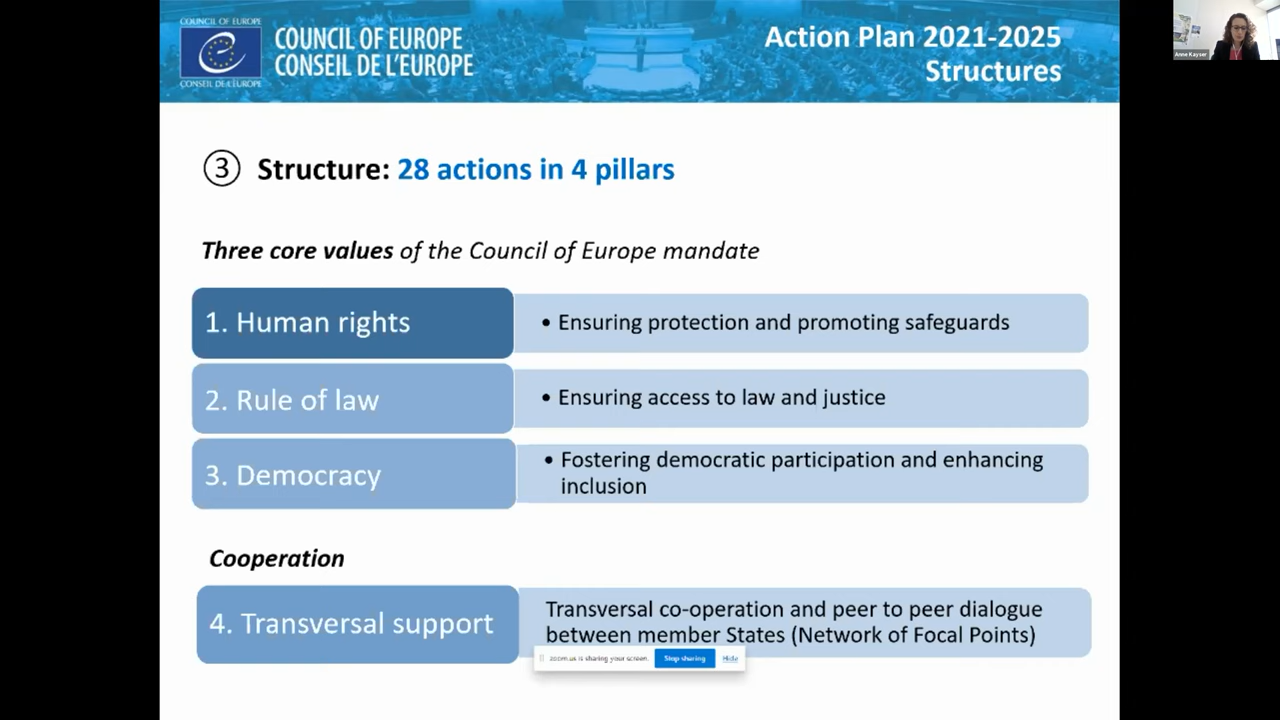 COUNCIL OF EUROPE
COUNCIL OF EUROPE
CONSEIL DE L'EUROPE
CONSEIL DE L'EUROPE
Action Plan 2021-2025
Structures
Anne Kayser
③ Structure: 28 actions in 4 pillars
Three core values of the Council of Europe mandate
1. Human rights
• Ensuring protection and promoting safeguards
2. Rule of law
• Ensuring access to law and justice
3. Democracy
• Fostering democratic participation and enhancing
inclusion
Cooperation
4. Transversal support
Transversal co-operation and peer to peer dialogue
between member States (Network of Focal Points)
zoom.us is sharing your screen. Stop sharing Hide